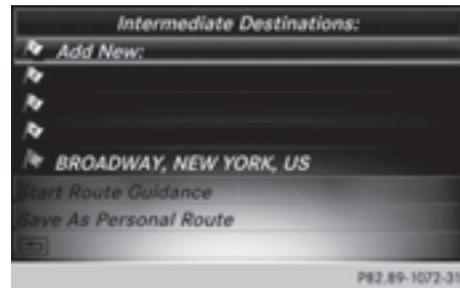 Intermediate Destinations:
Add New:
BROADWAY, NEW YORK, US
Start Route Guidance
Save As Personal Route
P82.89-1072-31